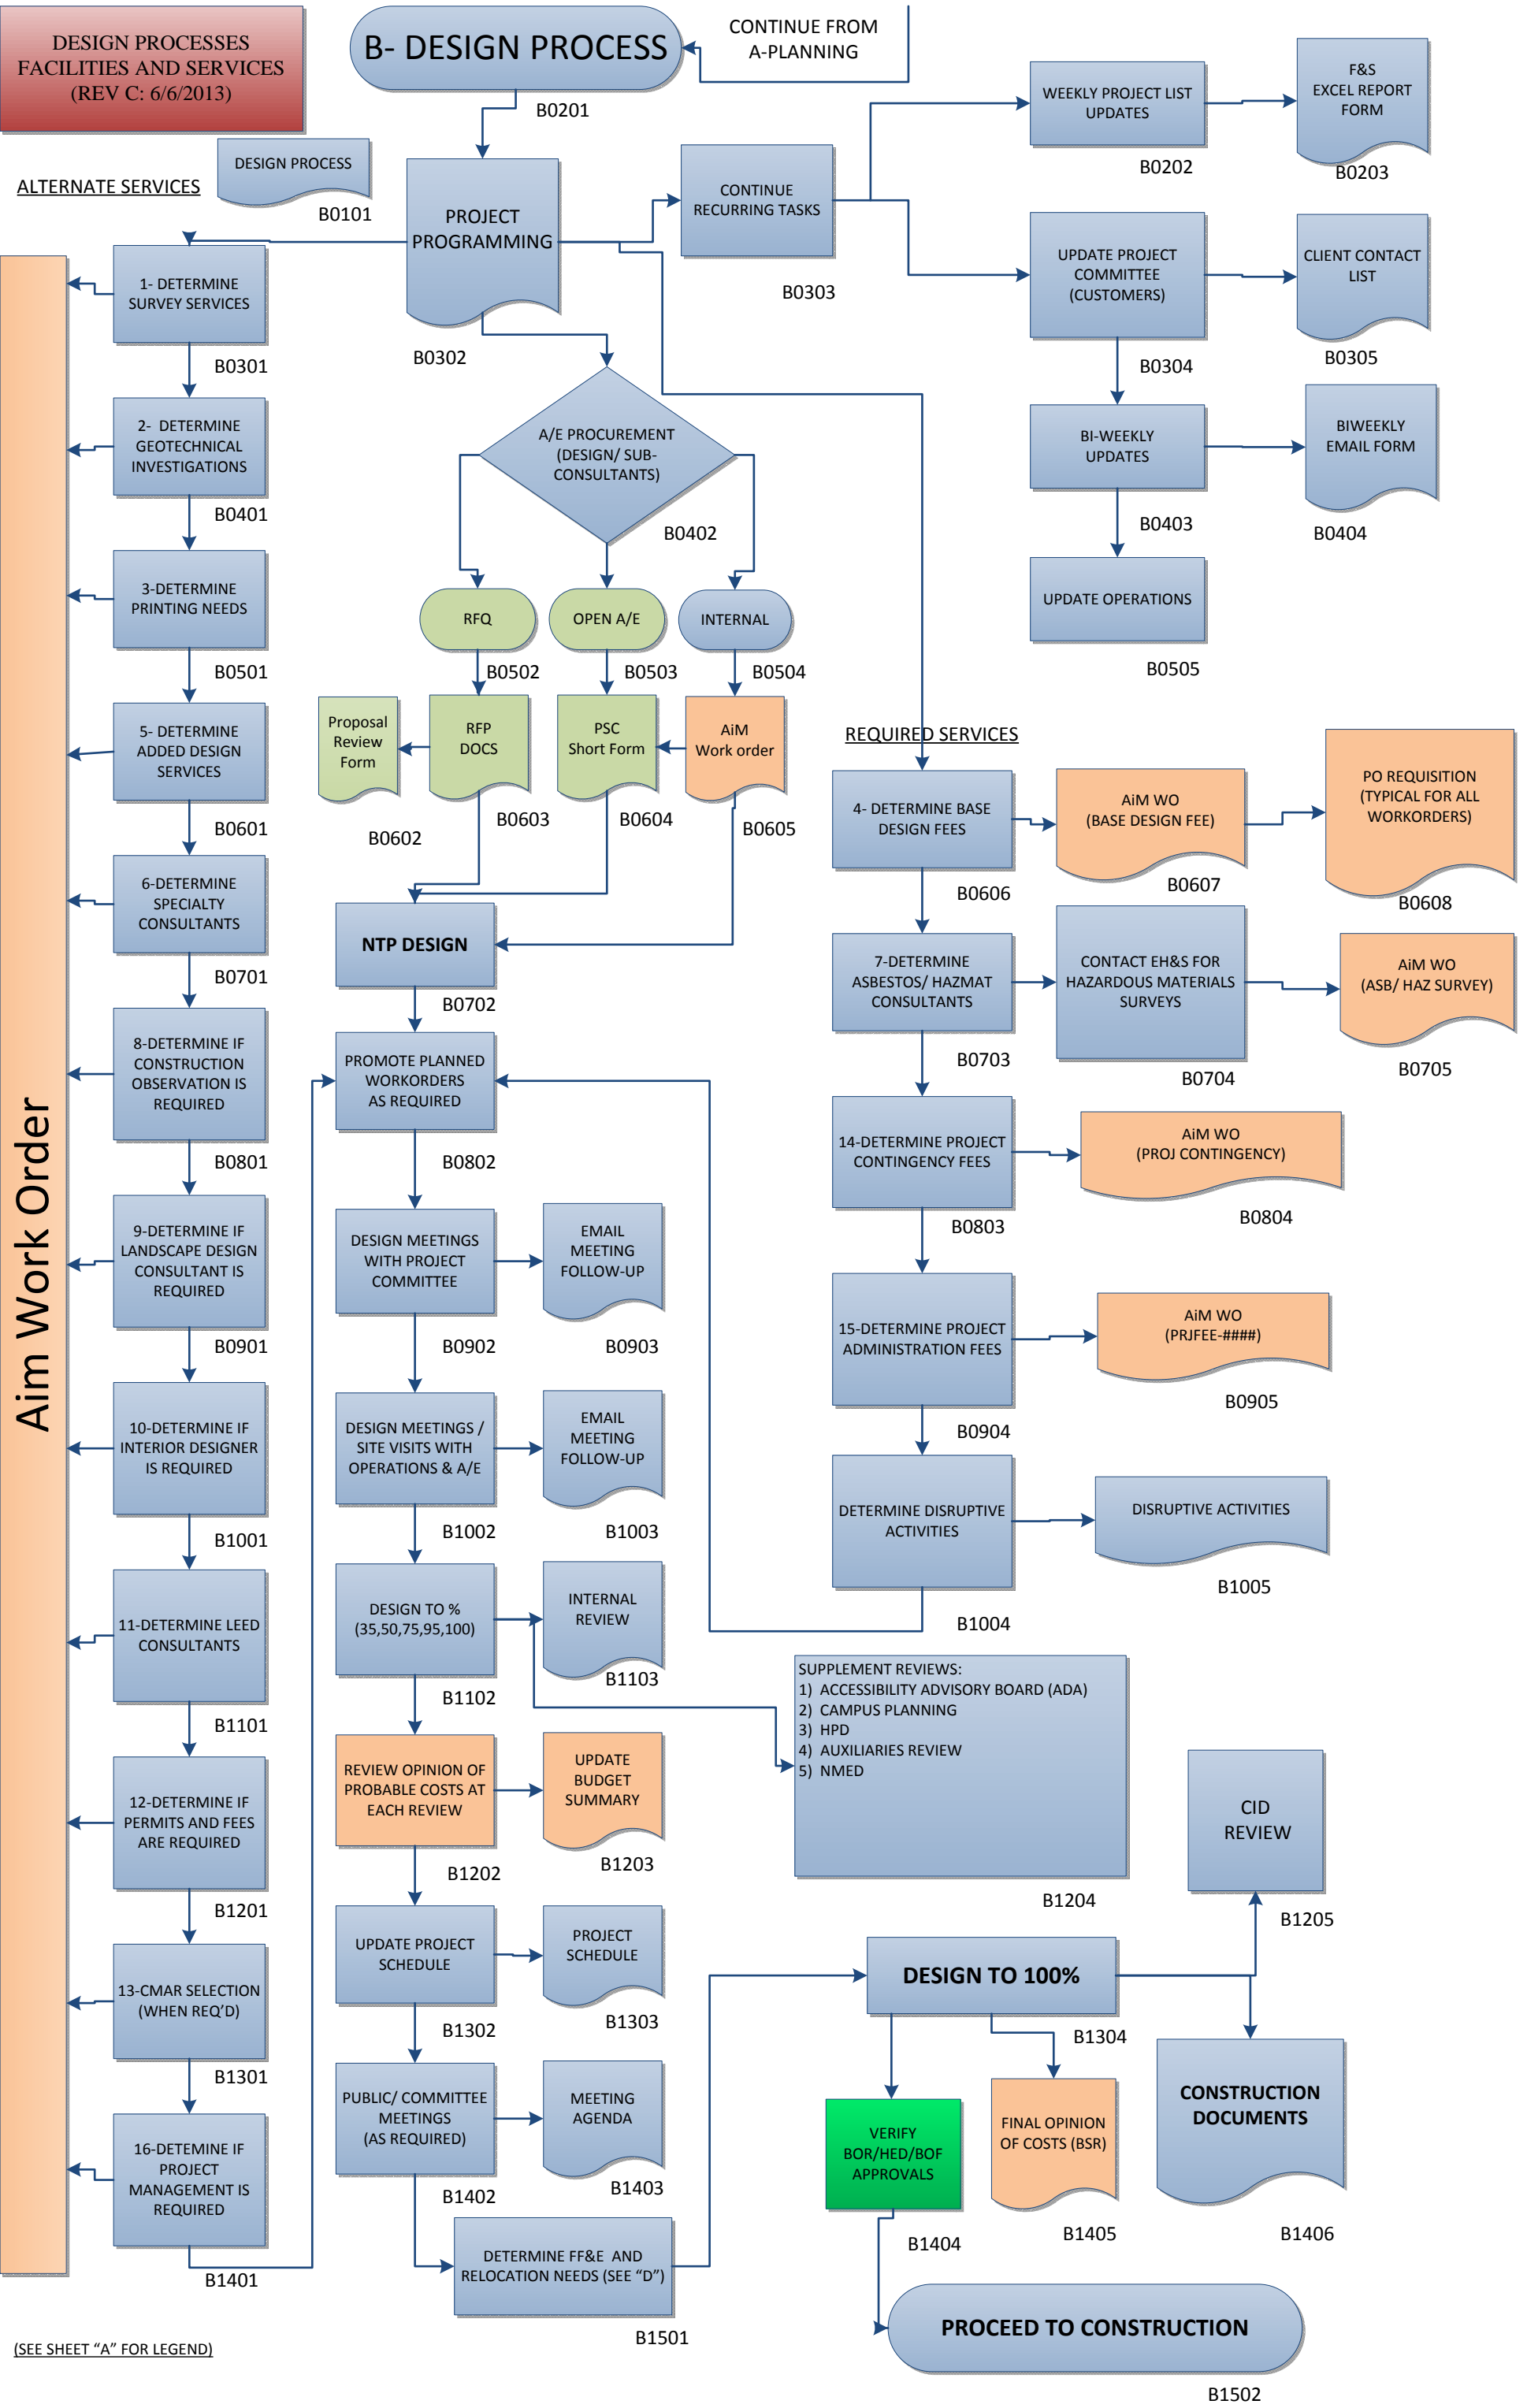 DESIGN PROCESSES
FACILITIES AND SERVICES
(REV C: 6/6/2013)
B- DESIGN PROCESS
CONTINUE FROM
A-PLANNING
B0201
DESIGN PROCESS
B0101
ALTERNATE SERVICES
PROJECT
PROGRAMMING
B0302
CONTINUE
RECURRING TASKS
B0303
WEEKLY PROJECT LIST
UPDATES
B0202
F&S
EXCEL REPORT
FORM
B0203
UPDATE PROJECT
COMMITTEE
(CUSTOMERS)
B0304
CLIENT CONTACT
LIST
B0305
BI-WEEKLY
UPDATES
B0403
BIWEEKLY
EMAIL FORM
B0404
UPDATE OPERATIONS
B0505
Aim Work Order
1- DETERMINE
SURVEY SERVICES
B0301
2- DETERMINE
GEOTECHNICAL
INVESTIGATIONS
B0401
3-DETERMINE
PRINTING NEEDS
B0501
5- DETERMINE
ADDED DESIGN
SERVICES
B0601
6-DETERMINE
SPECIALTY
CONSULTANTS
B0701
8-DETERMINE IF
CONSTRUCTION
OBSERVATION IS
REQUIRED
B0801
9-DETERMINE IF
LANDSCAPE DESIGN
CONSULTANT IS
REQUIRED
B0901
10-DETERMINE IF
INTERIOR DESIGNER
IS REQUIRED
B1001
11-DETERMINE LEED
CONSULTANTS
B1101
12-DETERMINE IF
PERMITS AND FEES
ARE REQUIRED
B1201
13-CMAR SELECTION
(WHEN REQ'D)
B1301
16-DETEMINE IF
PROJECT
MANAGEMENT IS
REQUIRED
B1401
A/E PROCUREMENT
(DESIGN/ SUB-
CONSULTANTS)
B0402
RFQ
B0502
OPEN A/E
B0503
INTERNAL
B0504
Proposal
Review
Form
B0602
RFP
DOCS
B0603
PSC
Short Form
B0604
AiM
Work order
B0605
NTP DESIGN
B0702
PROMOTE PLANNED
WORKORDERS
AS REQUIRED
B0802
DESIGN MEETINGS
WITH PROJECT
COMMITTEE
B0902
EMAIL
MEETING
FOLLOW-UP
B0903
DESIGN MEETINGS /
SITE VISITS WITH
OPERATIONS & A/E
B1002
EMAIL
MEETING
FOLLOW-UP
B1003
DESIGN TO %
(35,50,75,95,100)
B1102
INTERNAL
REVIEW
B1103
REVIEW OPINION OF
PROBABLE COSTS AT
EACH REVIEW
B1202
UPDATE
BUDGET
SUMMARY
B1203
UPDATE PROJECT
SCHEDULE
B1302
PROJECT
SCHEDULE
B1303
PUBLIC/ COMMITTEE
MEETINGS
(AS REQUIRED)
B1402
MEETING
AGENDA
B1403
DETERMINE FF&E AND
RELOCATION NEEDS (SEE "D")
B1501
REQUIRED SERVICES
4- DETERMINE BASE
DESIGN FEES
B0606
AiM WO
(BASE DESIGN FEE)
B0607
PO REQUISITION
(TYPICAL FOR ALL
WORKORDERS)
B0608
7-DETERMINE
ASBESTOS/ HAZMAT
CONSULTANTS
B0703
CONTACT EH&S FOR
HAZARDOUS MATERIALS
SURVEYS
B0704
AiM WO
(ASB/ HAZ SURVEY)
B0705
14-DETERMINE PROJECT
CONTINGENCY FEES
B0803
AiM WO
(PROJ CONTINGENCY)
B0804
15-DETERMINE PROJECT
ADMINISTRATION FEES
B0904
AiM WO
(PRJFEE-####)
B0905
DETERMINE DISRUPTIVE
ACTIVITIES
B1004
DISRUPTIVE ACTIVITIES
B1005
SUPPLEMENT REVIEWS:
1) ACCESSIBILITY ADVISORY BOARD (ADA)
2) CAMPUS PLANNING
3) HPD
4) AUXILIARIES REVIEW
5) NMED
B1204
CID
REVIEW
B1205
DESIGN TO 100%
B1304
VERIFY
BOR/HED/BOF
APPROVALS
B1404
FINAL OPINION
OF COSTS (BSR)
B1405
CONSTRUCTION
DOCUMENTS
B1406
PROCEED TO CONSTRUCTION
B1502
(SEE SHEET "A" FOR LEGEND)